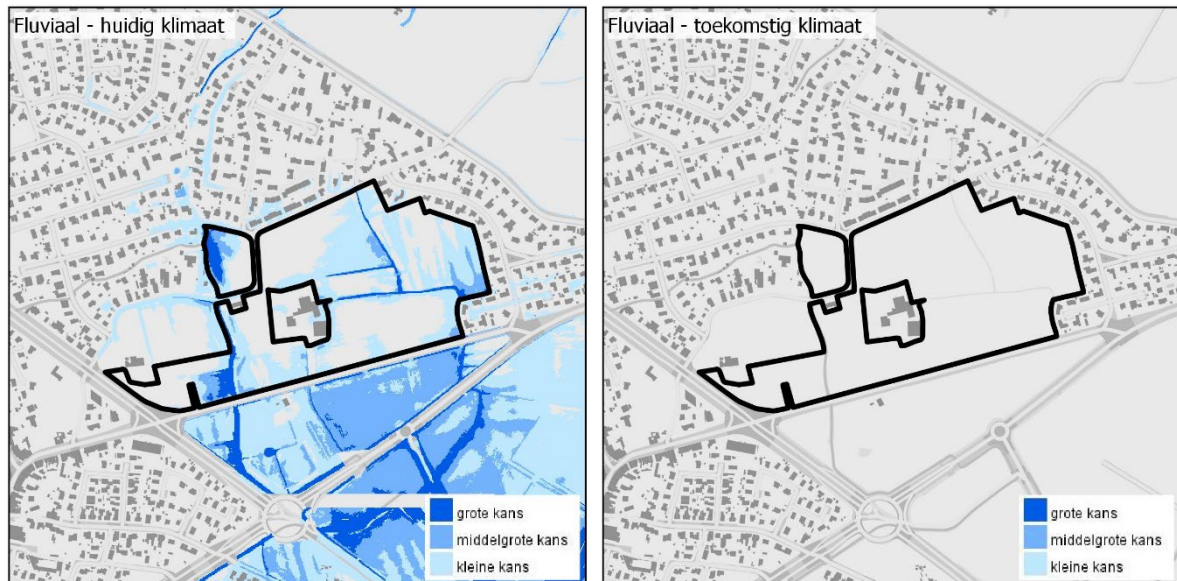 Fluviaal - huidig klimaat
grote kans
middelgrote kans
kleine kans
Fluviaal - toekomstig klimaat
grote kans
middelgrote kans
kleine kans